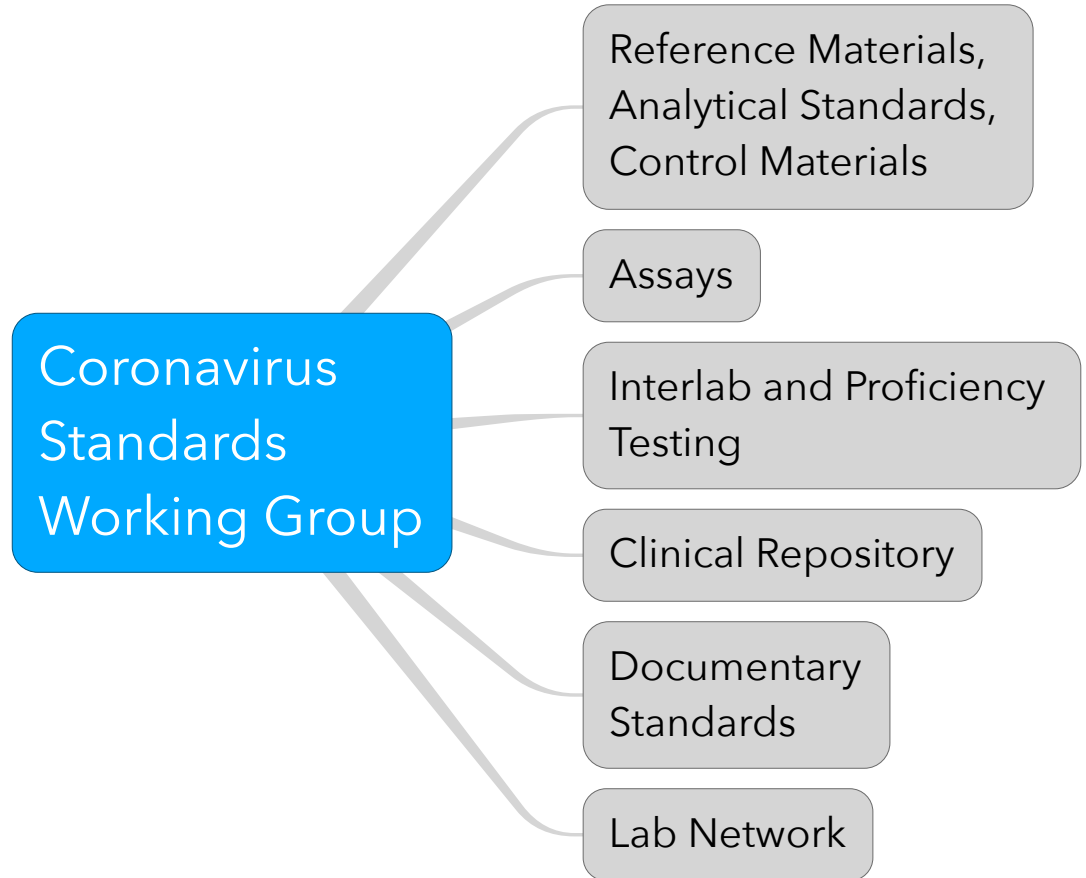 Coronavirus
Standards
Working Group
Reference Materials,
Analytical Standards,
Control Materials
Assays
Interlab and Proficiency
Testing
Clinical Repository
Documentary
Standards
Lab Network